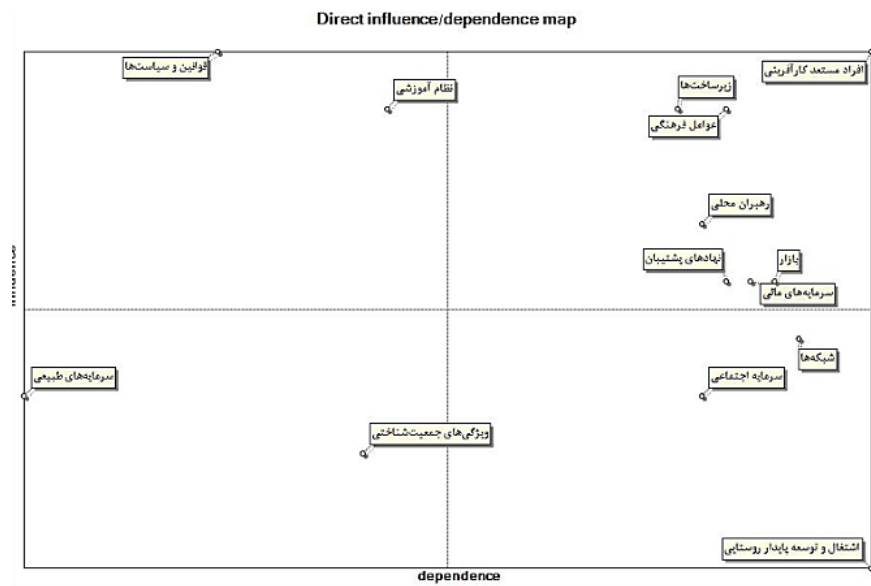 Direct influence/dependence map
قوانین و سیاست‌ها
نظام آموزشی
زیرساخت‌ها
افراد مستعد کارآفرینی
عوامل فرهنگی
رهبران محلی
نهادهای پشتیبان
بازار
سرمایه‌های مالی
influence
شبکه‌ها
سرمایه‌های طبیعی
سرمایه اجتماعی
ویژگی‌های جمعیت‌شناختی
اشتغال و توسعه پایدار روستایی
dependence